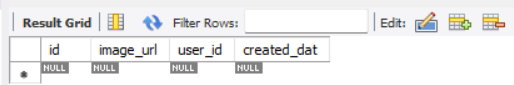 Result Grid Filter Rows: Edit:
id image_url user_id created_dat
NULL NULL NULL NULL